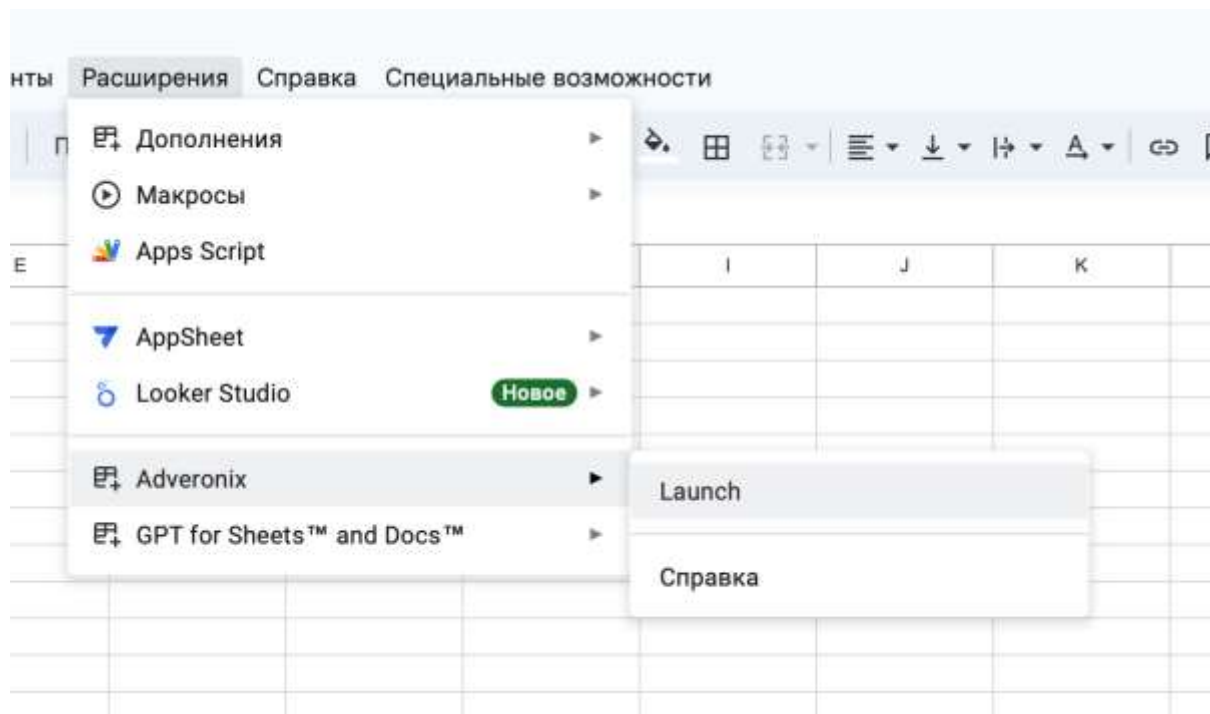 нты Расширения Справка Специальные возможности
П
Дополнения
Макросы
Apps Script
E I J K
AppSheet
Looker Studio Новое
Adveronix
Launch
GPT for Sheets™ and Docs™
Справка